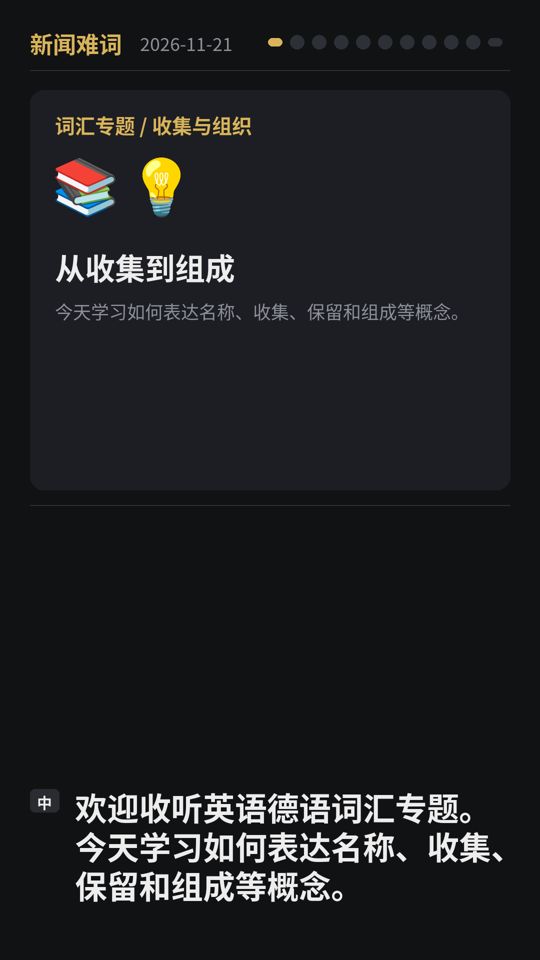 新闻难词 2026-11-21
词汇专题 / 收集与组织
从收集到组成
今天学习如何表达名称、收集、保留和组成等概念。
中
欢迎收听英语德语词汇专题。
今天学习如何表达名称、收集、
保留和组成等概念。